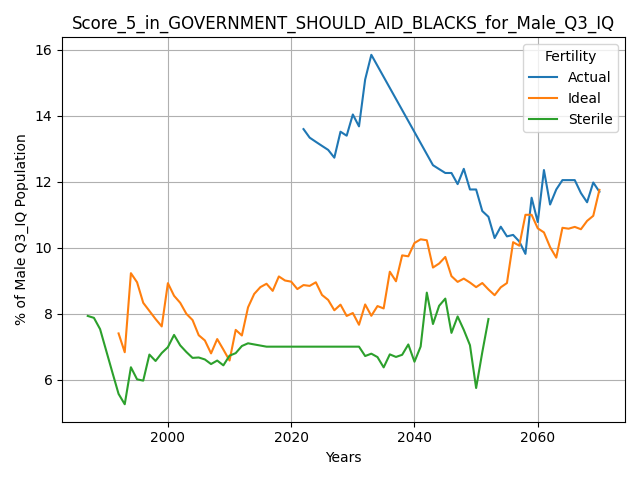 Score_5_in_GOVERNMENT_SHOULD_AID_BLACKS_for_Male_Q3_IQ
Fertility
Actual
Ideal
Sterile
% of Male Q3_IQ Population
16
14
12
10
8
6
2000
2020
2040
2060
Years